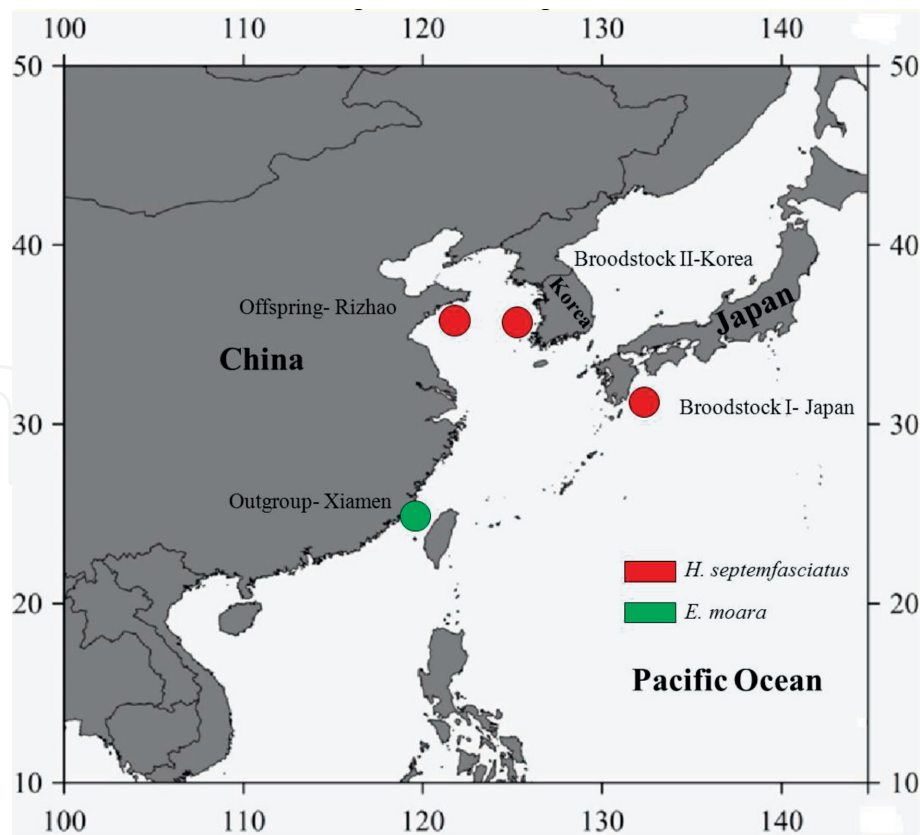 100 110 120 130 140
50 50
40 40
Broodstock II-Korea
Korea
Offspring- Rizhao
Japan
China
Broodstock I- Japan
30 30
Outgroup- Xiamen
H. septemfasciatus
20 20
E. moara
Pacific Ocean
10 10
100 110 120 130 140